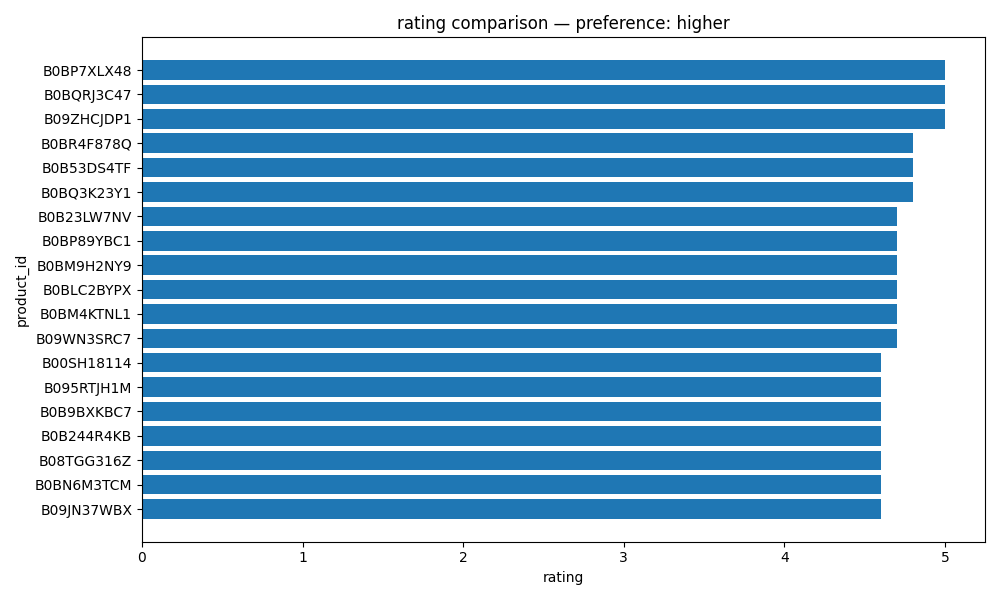 rating comparison — preference: higher
product_id
B0BP7XLX48
B0BQRJ3C47
B09ZHCJDP1
B0BR4F878Q
B0B53DS4TF
B0BQ3K23Y1
B0B23LW7NV
B0BP89YBC1
B0BM9H2NY9
B0BLC2BYPX
B0BM4KTNL1
B09WN3SRC7
B00SH18114
B095RTJH1M
B0B9BXKBC7
B0B244R4KB
B08TGG316Z
B0BN6M3TCM
B09JN37WBX
0 1 2 3 4 5
rating